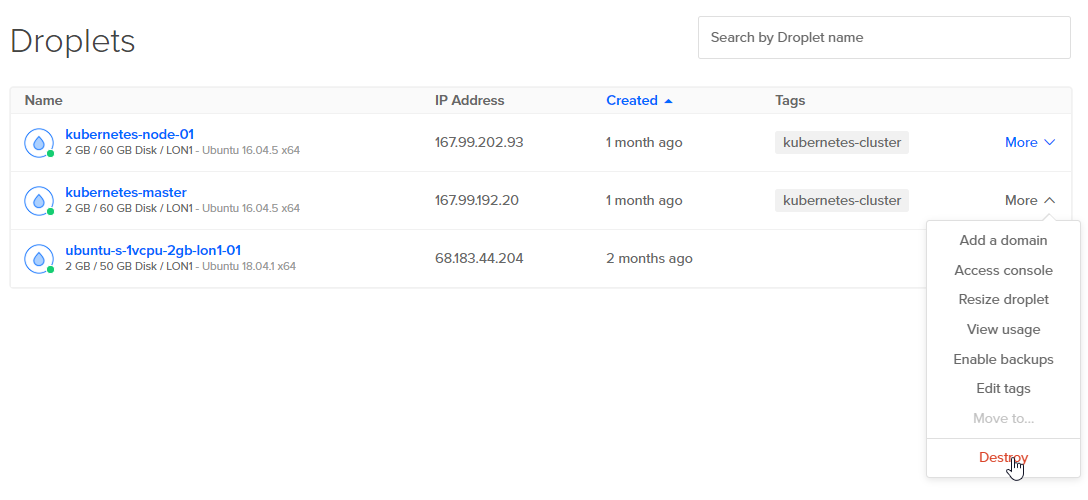 Droplets
Search by Droplet name
Name IP Address Created Tags
kubernetes-node-01
2 GB / 60 GB Disk / LON1 - Ubuntu 16.04.5 x64
167.99.202.93 1 month ago kubernetes-cluster More
kubernetes-master
2 GB / 60 GB Disk / LON1 - Ubuntu 16.04.5 x64
167.99.192.20 1 month ago kubernetes-cluster More
ubuntu-s-1vcpu-2gb-lon1-01
2 GB / 50 GB Disk / LON1 - Ubuntu 18.04.1 x64
68.183.44.204 2 months ago
Add a domain
Access console
Resize droplet
View usage
Enable backups
Edit tags
Move to...
Destroy